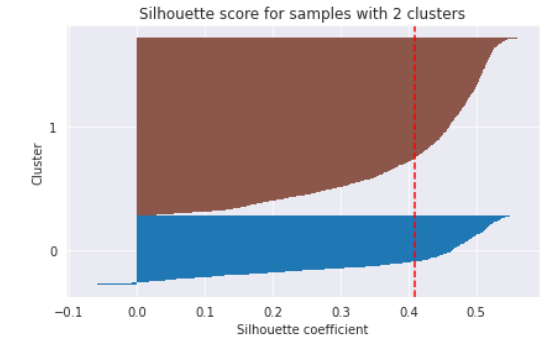 Silhouette score for samples with 2 clusters
Cluster
1
0
−0.1 0.0 0.1 0.2 0.3 0.4 0.5
Silhouette coefficient